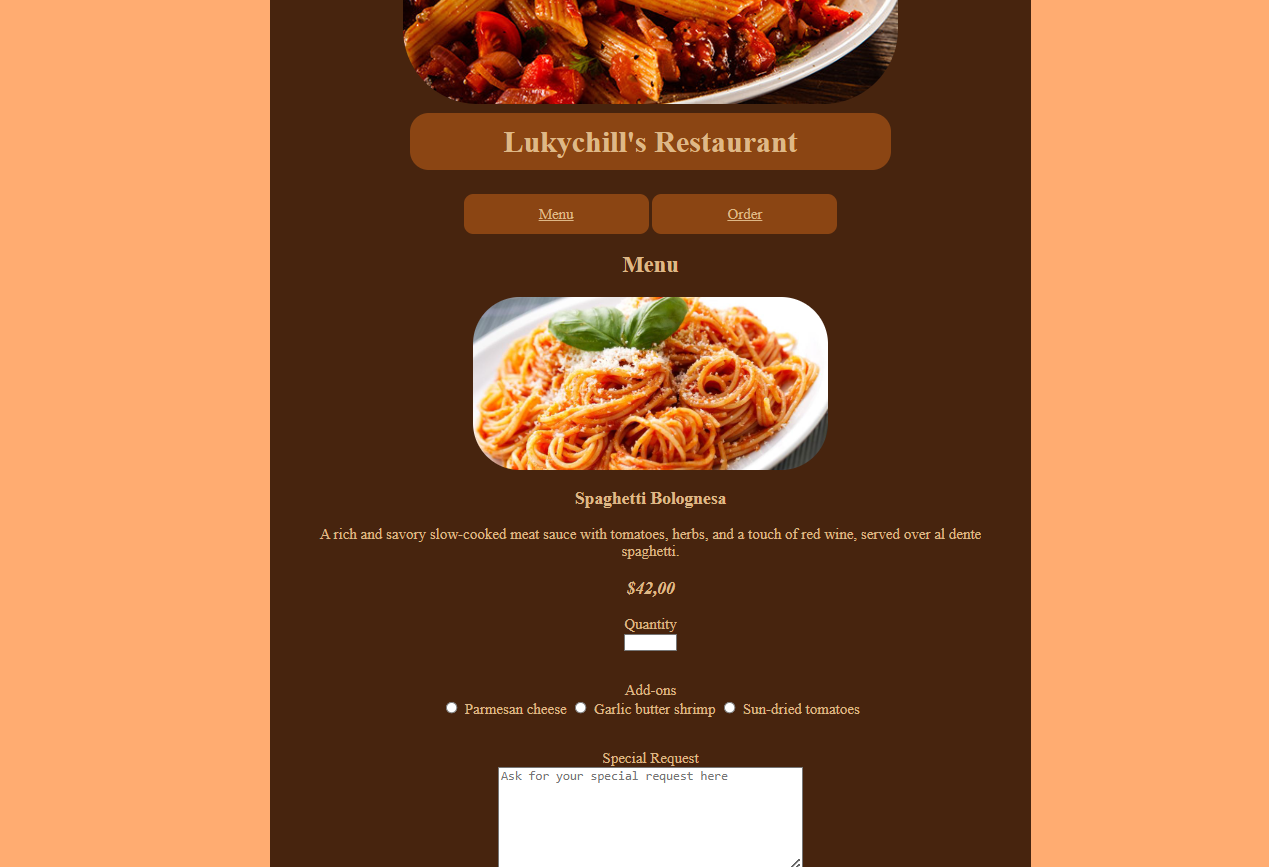 Lukychill's Restaurant
Menu Order
Menu
Spaghetti Bolognesa
A rich and savory slow-cooked meat sauce with tomatoes, herbs, and a touch of red wine, served over al dente
spaghetti.
$42,00
Quantity
Add-ons
Parmesan cheese Garlic butter shrimp Sun-dried tomatoes
Special Request
Ask for your special request here